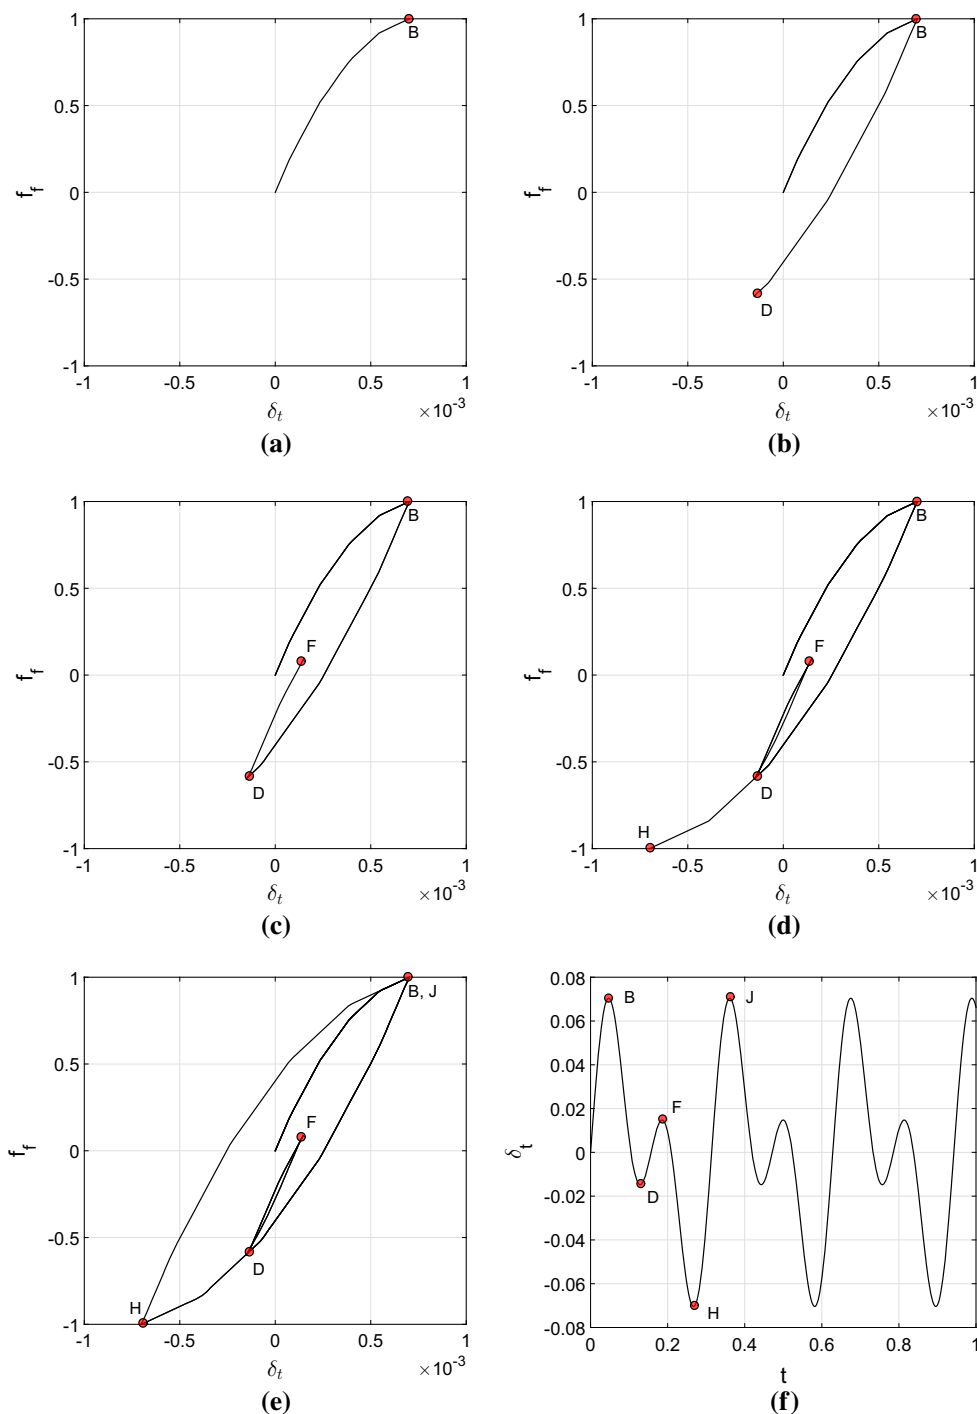 1
0.5
0
-0.5
-1
f_f
B
-1 -0.5 0 0.5 1
δ_t ×10^-3
(a)
1
0.5
0
-0.5
-1
f_f
B
D
-1 -0.5 0 0.5 1
δ_t ×10^-3
(b)
1
0.5
0
-0.5
-1
f_f
B
F
D
-1 -0.5 0 0.5 1
δ_t ×10^-3
(c)
1
0.5
0
-0.5
-1
f_f
B
F
D
H
-1 -0.5 0 0.5 1
δ_t ×10^-3
(d)
1
0.5
0
-0.5
-1
f_f
B, J
F
D
H
-1 -0.5 0 0.5 1
δ_t ×10^-3
(e)
0.08
0.06
0.04
0.02
0
-0.02
-0.04
-0.06
-0.08
δ_t
B
J
F
D
H
0 0.2 0.4 0.6 0.8 1
t
(f)